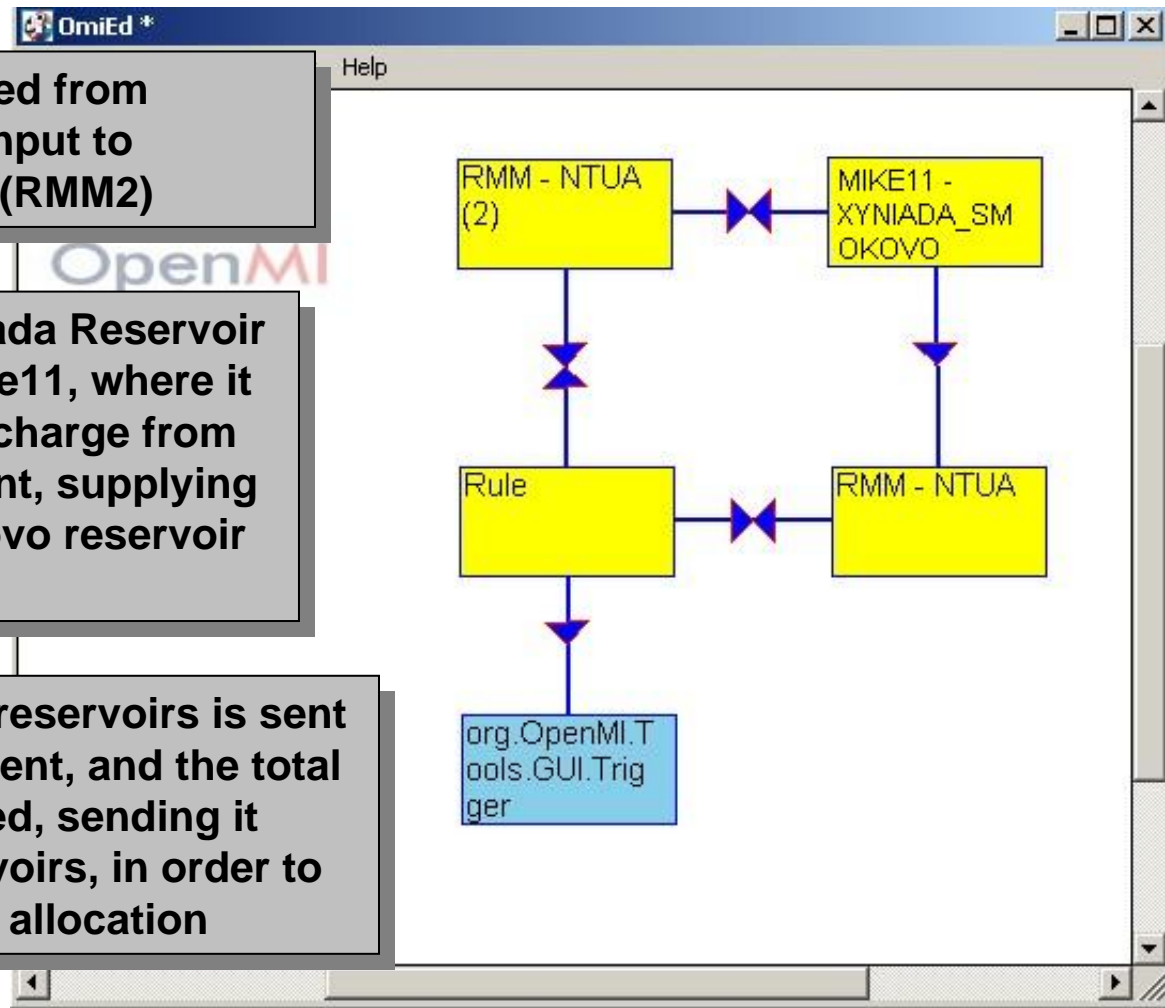 OmiEd *
Help
ed from
nput to
(RMM2)
OpenMI
ada Reservoir
e11, where it
charge from
nt, supplying
ovo reservoir
reservoirs is sent
ent, and the total
ed, sending it
voirs, in order to
allocation
RMM - NTUA
(2)
MIKE11 -
XYNIADA_SM
OKOVO
Rule
RMM - NTUA
org.OpenMI.T
ools.GUI.Trig
ger